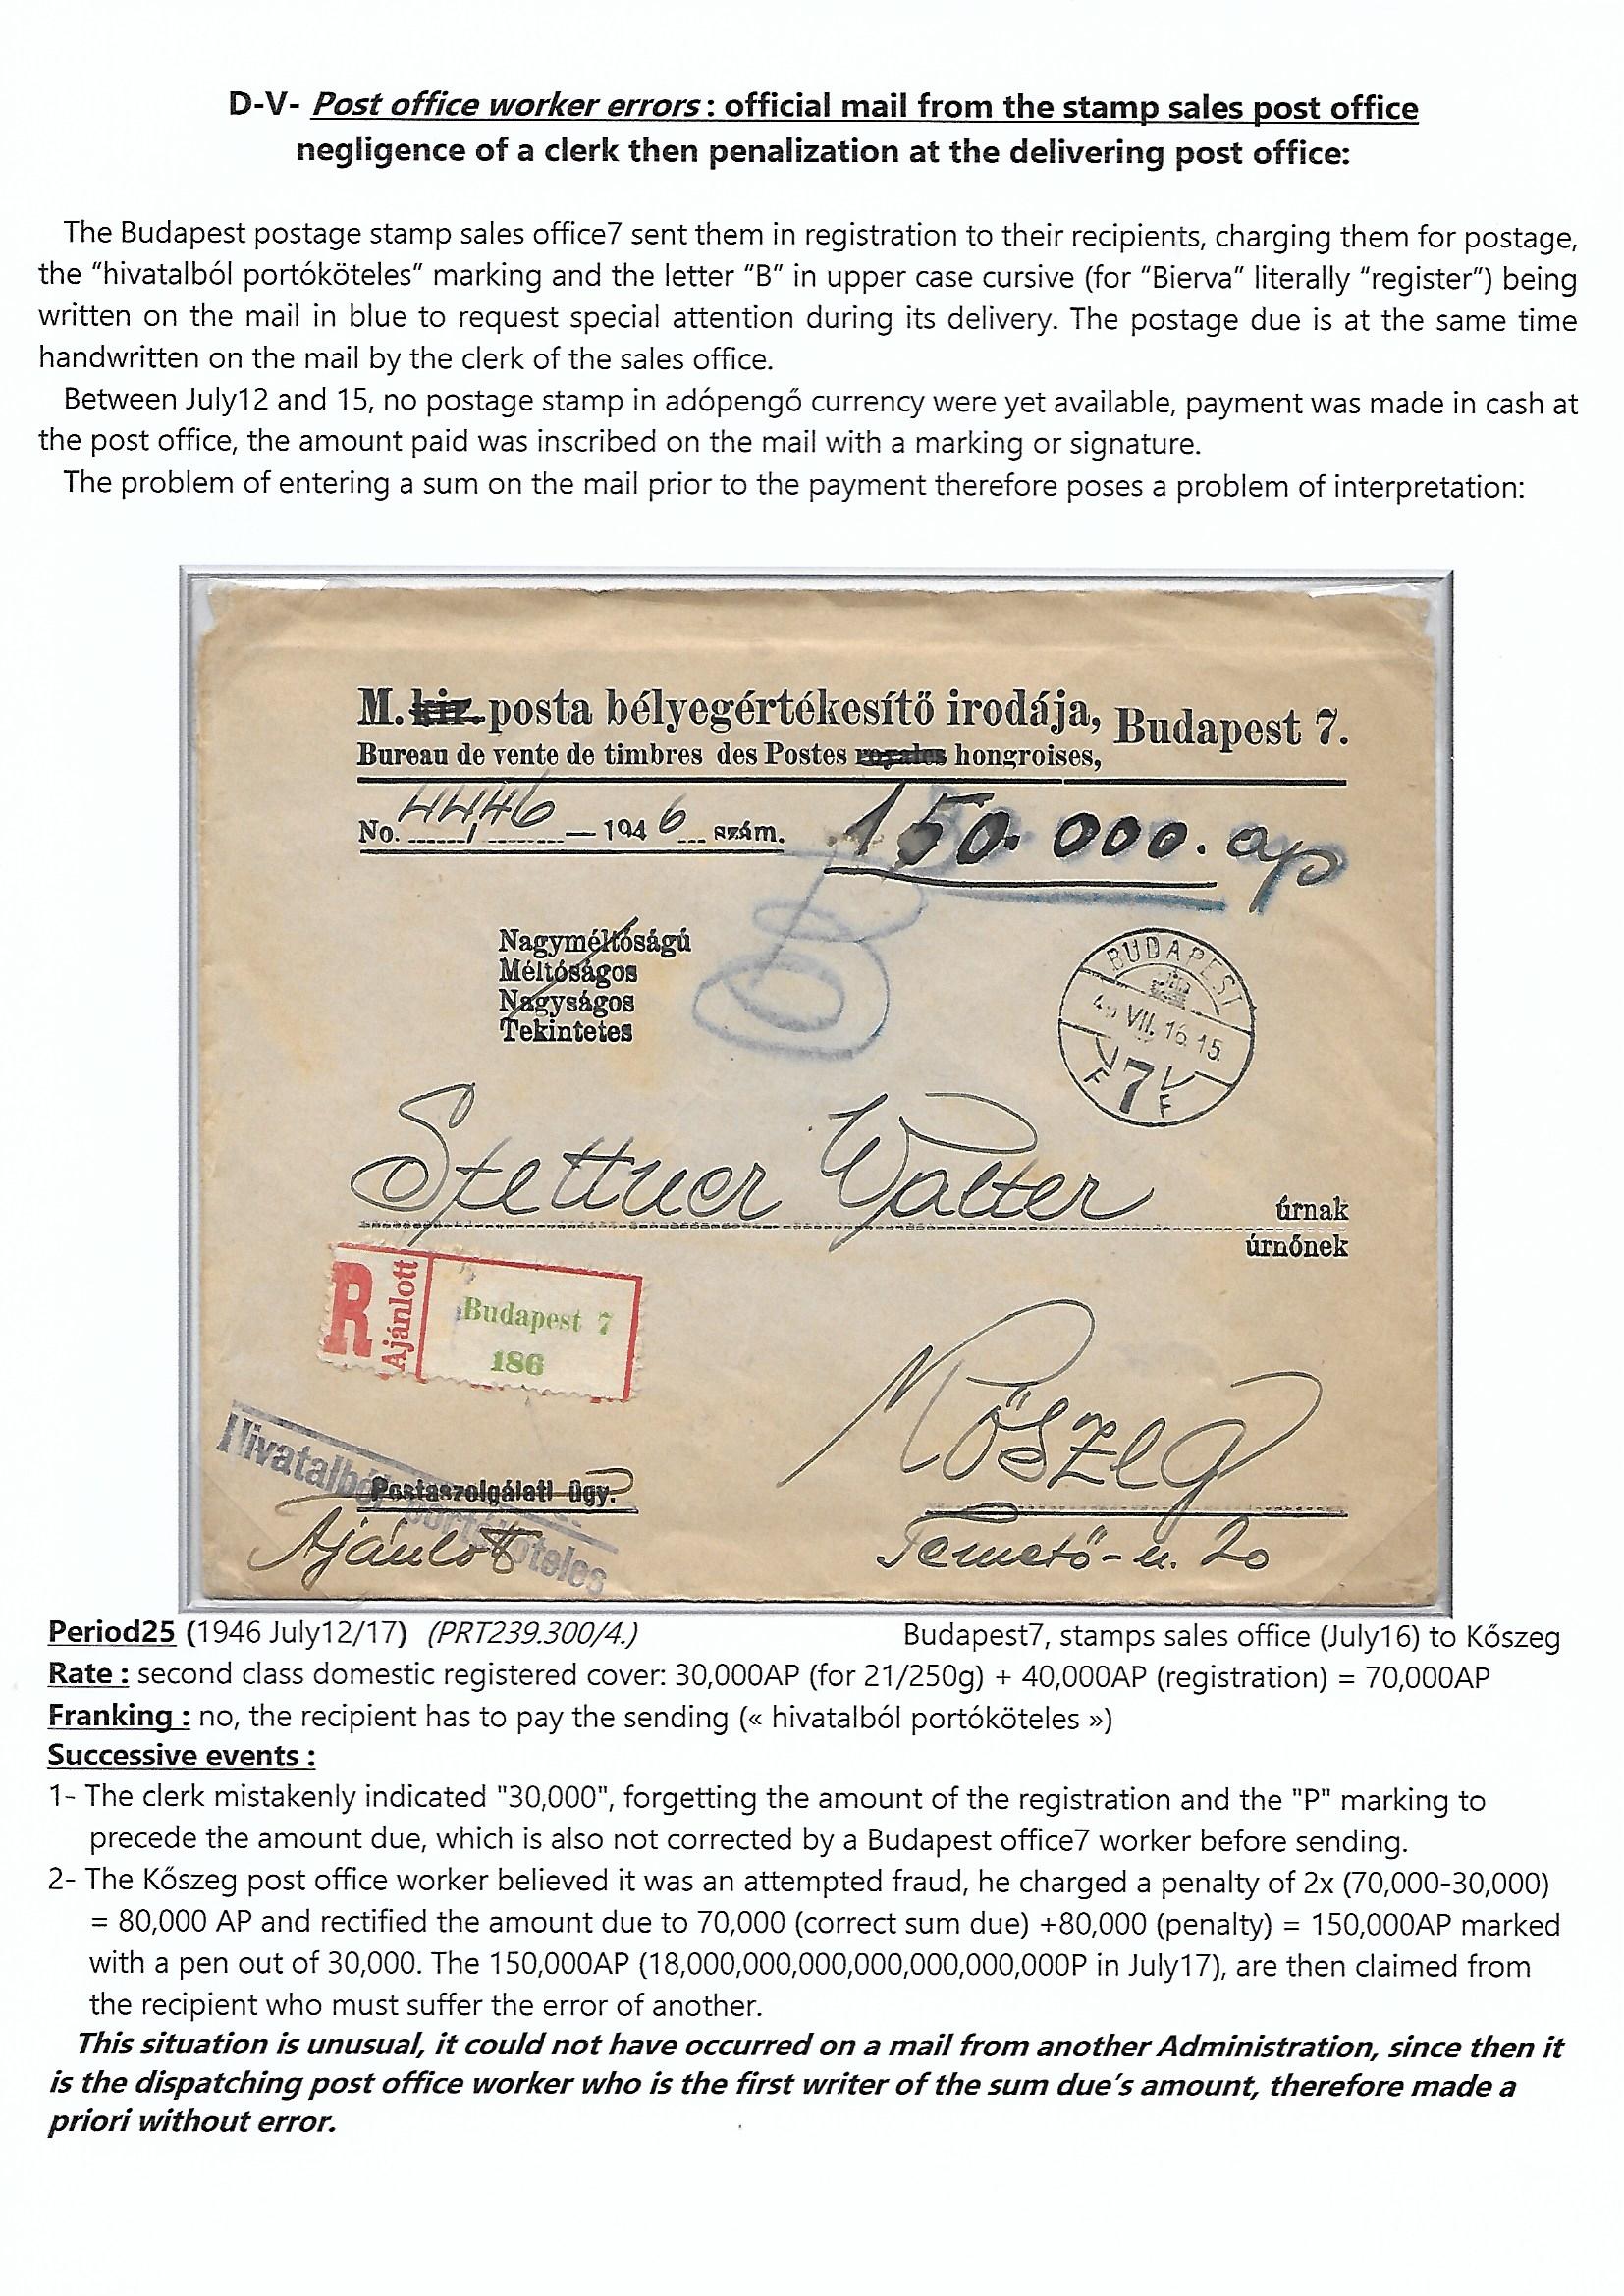 D-V- Post office worker errors : official mail from the stamp sales post office
negligence of a clerk then penalization at the delivering post office:
The Budapest postage stamp sales office7 sent them in registration to their recipients, charging them for postage,
the “hivatalból portóköteles” marking and the letter “B” in upper case cursive (for “Bierva” literally “register”) being
written on the mail in blue to request special attention during its delivery. The postage due is at the same time
handwritten on the mail by the clerk of the sales office.
Between July12 and 15, no postage stamp in adópengő currency were yet available, payment was made in cash at
the post office, the amount paid was inscribed on the mail with a marking or signature.
The problem of entering a sum on the mail prior to the payment therefore poses a problem of interpretation:
M. kir. posta bélyegértékesítő irodája, Budapest 7.
Bureau de vente de timbres des Postes royales hongroises,
No. 4446 — 1946 szám.
150.000. ap
B
Nagyméltóságú
Méltóságos
Nagyságos
Tekintetes
BUDAPEST
46 VII. 16. 15.
7
F F
Stettner Walter
úrnak
úrnőnek
R
Ajánlott
Budapest 7
186
Kőszeg
Hivatalból portóköteles
Postaszolgálati ügy.
Ajánlott
Temető-u. 20
Period25 (1946 July12/17) (PRT239.300/4.) Budapest7, stamps sales office (July16) to Kőszeg
Rate : second class domestic registered cover: 30,000AP (for 21/250g) + 40,000AP (registration) = 70,000AP
Franking : no, the recipient has to pay the sending (« hivatalból portóköteles »)
Successive events :
1- The clerk mistakenly indicated "30,000", forgetting the amount of the registration and the "P" marking to
precede the amount due, which is also not corrected by a Budapest office7 worker before sending.
2- The Kőszeg post office worker believed it was an attempted fraud, he charged a penalty of 2x (70,000-30,000)
= 80,000 AP and rectified the amount due to 70,000 (correct sum due) +80,000 (penalty) = 150,000AP marked
with a pen out of 30,000. The 150,000AP (18,000,000,000,000,000,000,000P in July17), are then claimed from
the recipient who must suffer the error of another.
This situation is unusual, it could not have occurred on a mail from another Administration, since then it
is the dispatching post office worker who is the first writer of the sum due’s amount, therefore made a
priori without error.